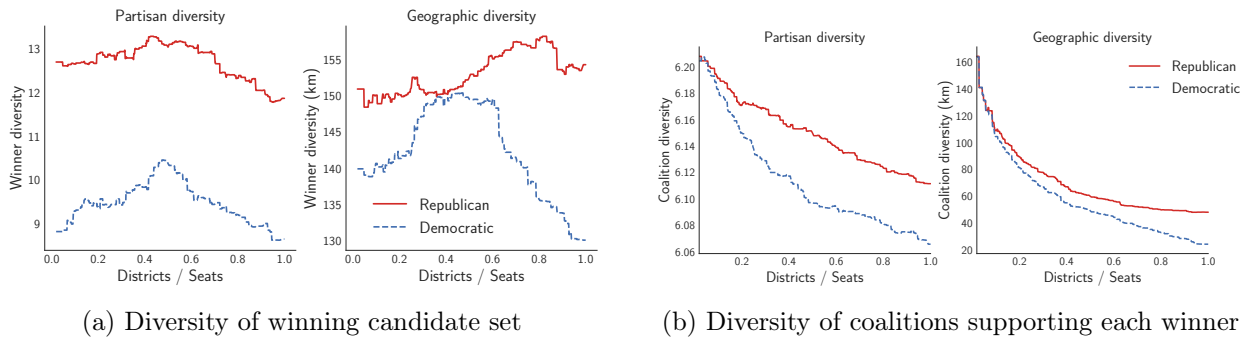 Partisan diversity
Winner diversity
13
12
11
10
9
0.0 0.2 0.4 0.6 0.8 1.0
Districts / Seats
Geographic diversity
Winner diversity (km)
155
150
145
140
135
130
Republican
Democratic
0.0 0.2 0.4 0.6 0.8 1.0
Districts / Seats
(a) Diversity of winning candidate set
Partisan diversity
Coalition diversity
6.20
6.18
6.16
6.14
6.12
6.10
6.08
6.06
0.2 0.4 0.6 0.8 1.0
Districts / Seats
Geographic diversity
Coalition diversity (km)
160
140
120
100
80
60
40
20
Republican
Democratic
0.2 0.4 0.6 0.8 1.0
Districts / Seats
(b) Diversity of coalitions supporting each winner